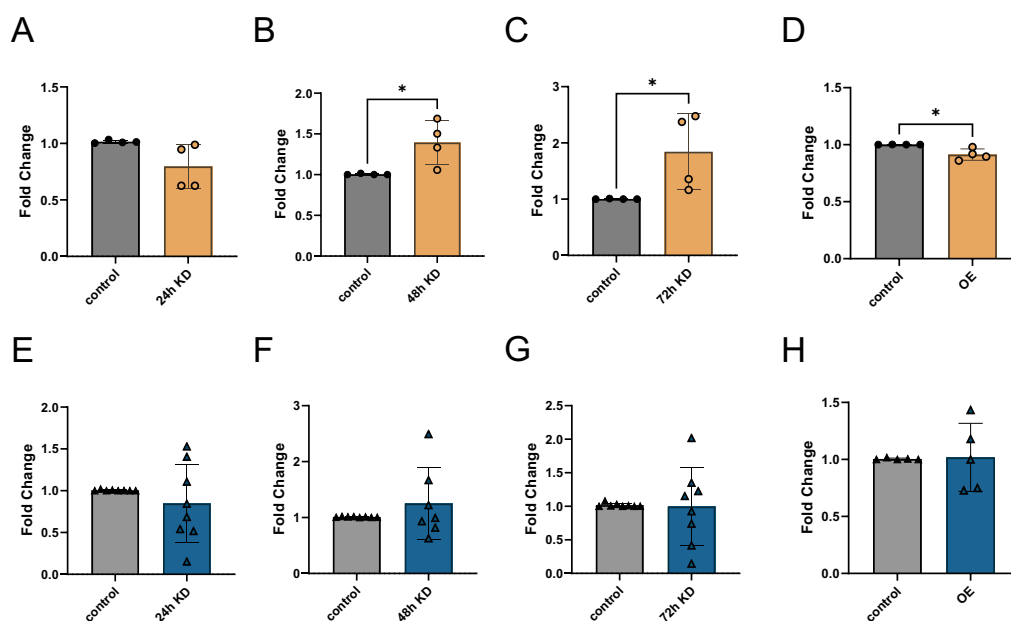 A
B
C
D
Fold Change
1.5
1.0
0.5
0.0
control
24h KD
Fold Change
2.0
1.5
1.0
0.5
0.0
*
control
48h KD
Fold Change
3
2
1
0
*
control
72h KD
Fold Change
1.5
1.0
0.5
0.0
*
control
OE
E
F
G
H
Fold Change
2.0
1.5
1.0
0.5
0.0
control
24h KD
Fold Change
3
2
1
0
control
48h KD
Fold Change
2.5
2.0
1.5
1.0
0.5
0.0
control
72h KD
Fold Change
1.5
1.0
0.5
0.0
control
OE